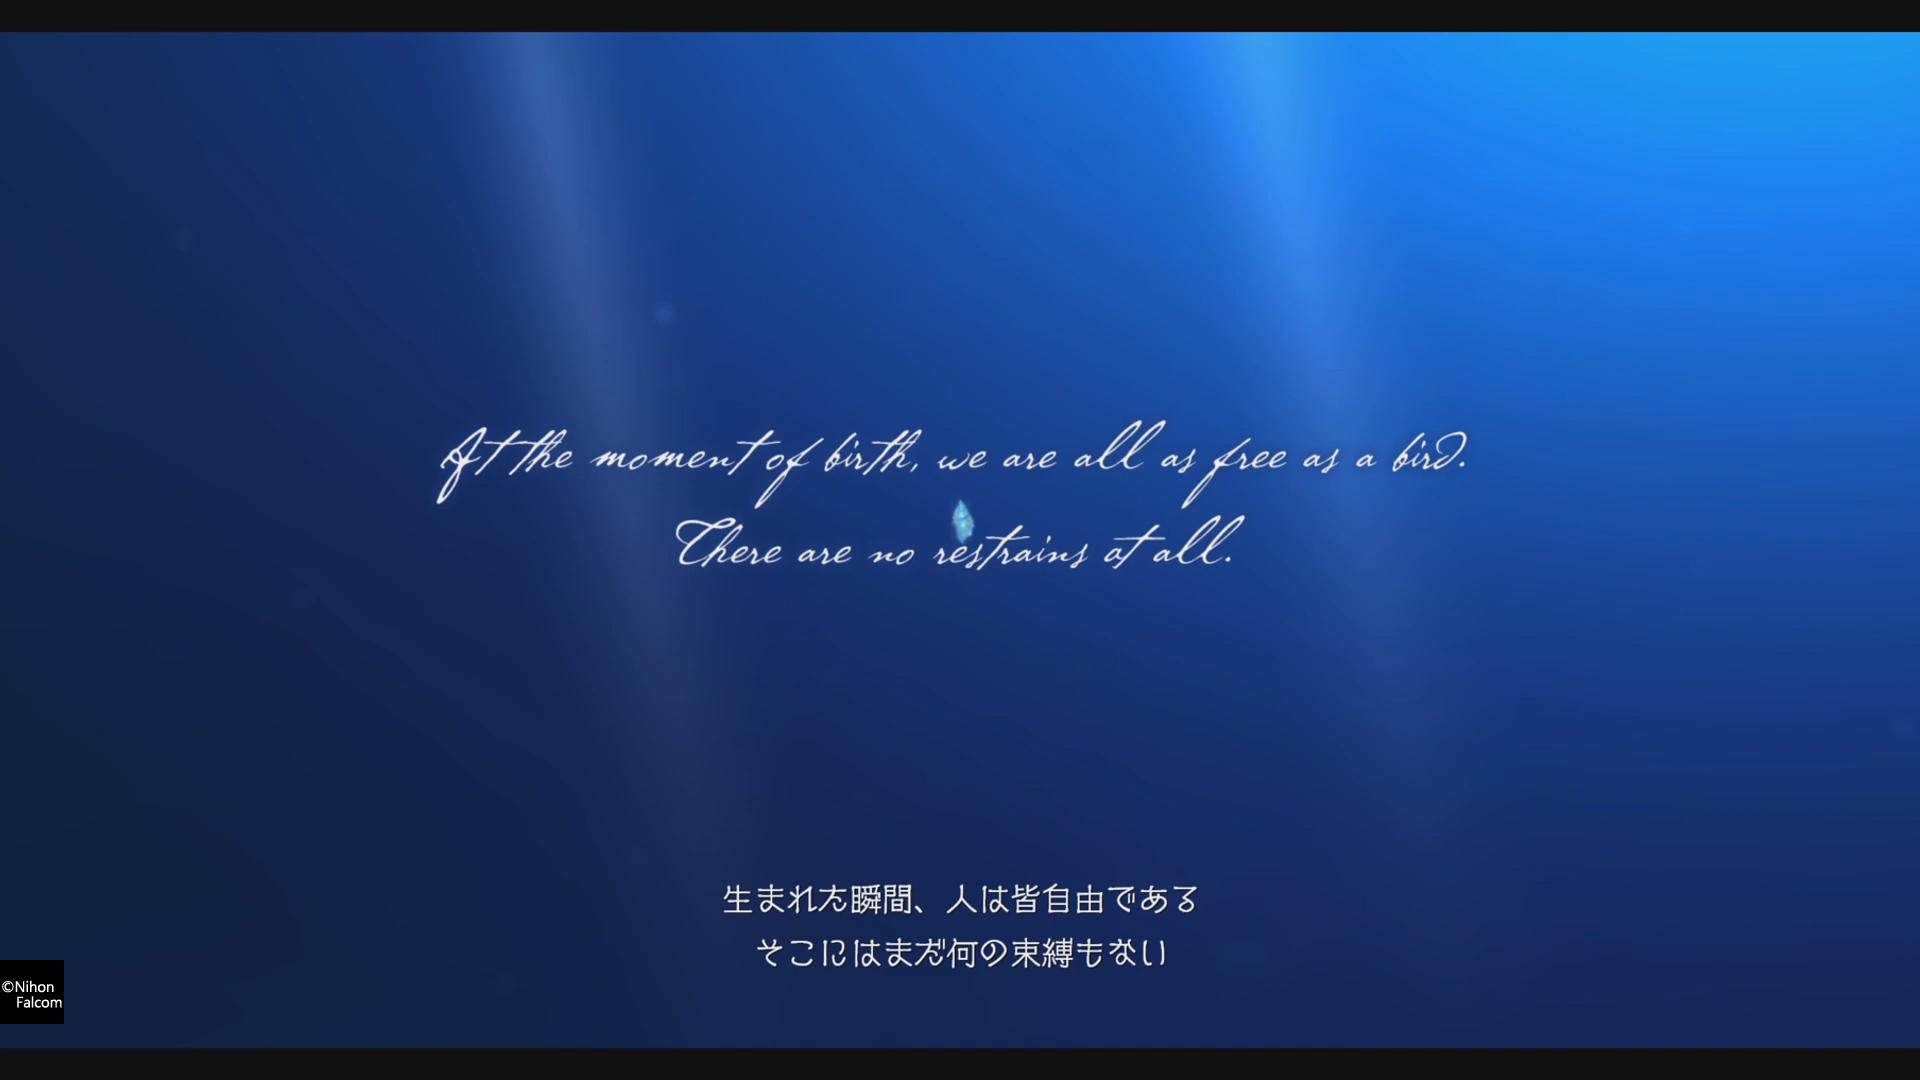 At the moment of birth, we are all as free as a bird.
There are no restrains at all.
生まれた瞬間、人は皆自由である
そこにはまだ何の束縛もない
©Nihon
Falcom